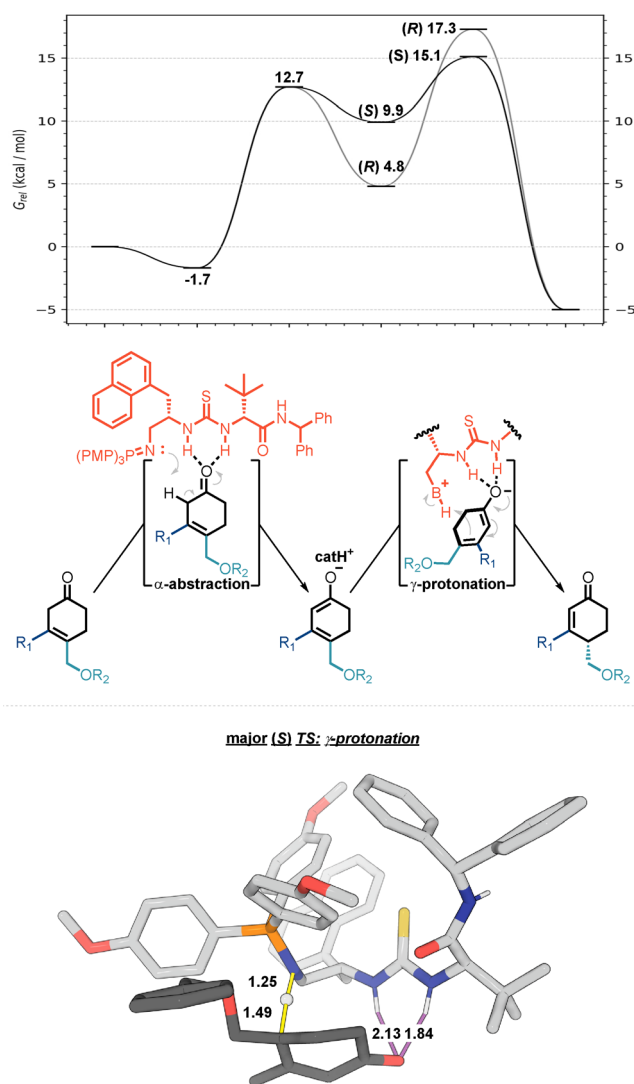 (R) 17.3
(S) 15.1
12.7
(S) 9.9
(R) 4.8
-1.7
G_rel (kcal / mol)
15
10
5
0
−5
15
10
5
0
−5
S
H
N
O
Ph
N
N
(PMP)₃P=N:
H
H
O
Ph
O
H
R₁
OR₂
α-abstraction
S
N
N
H
H
O−
B+
H
R₂O
R₁
γ-protonation
O
R₁
OR₂
catH⁺
O−
R₁
OR₂
O
R₁
OR₂
major (S) TS: γ-protonation
1.25
1.49
2.13 1.84